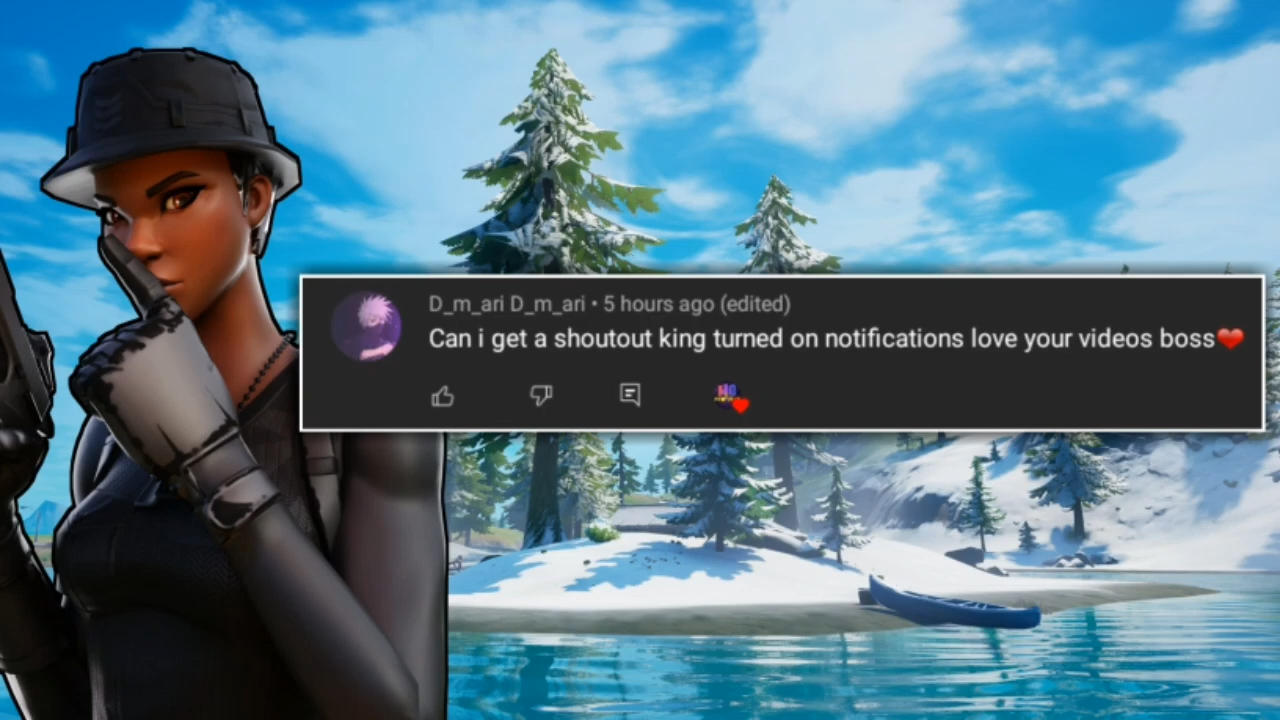 D_m_ari D_m_ari • 5 hours ago (edited)
Can i get a shoutout king turned on notifications love your videos boss❤️